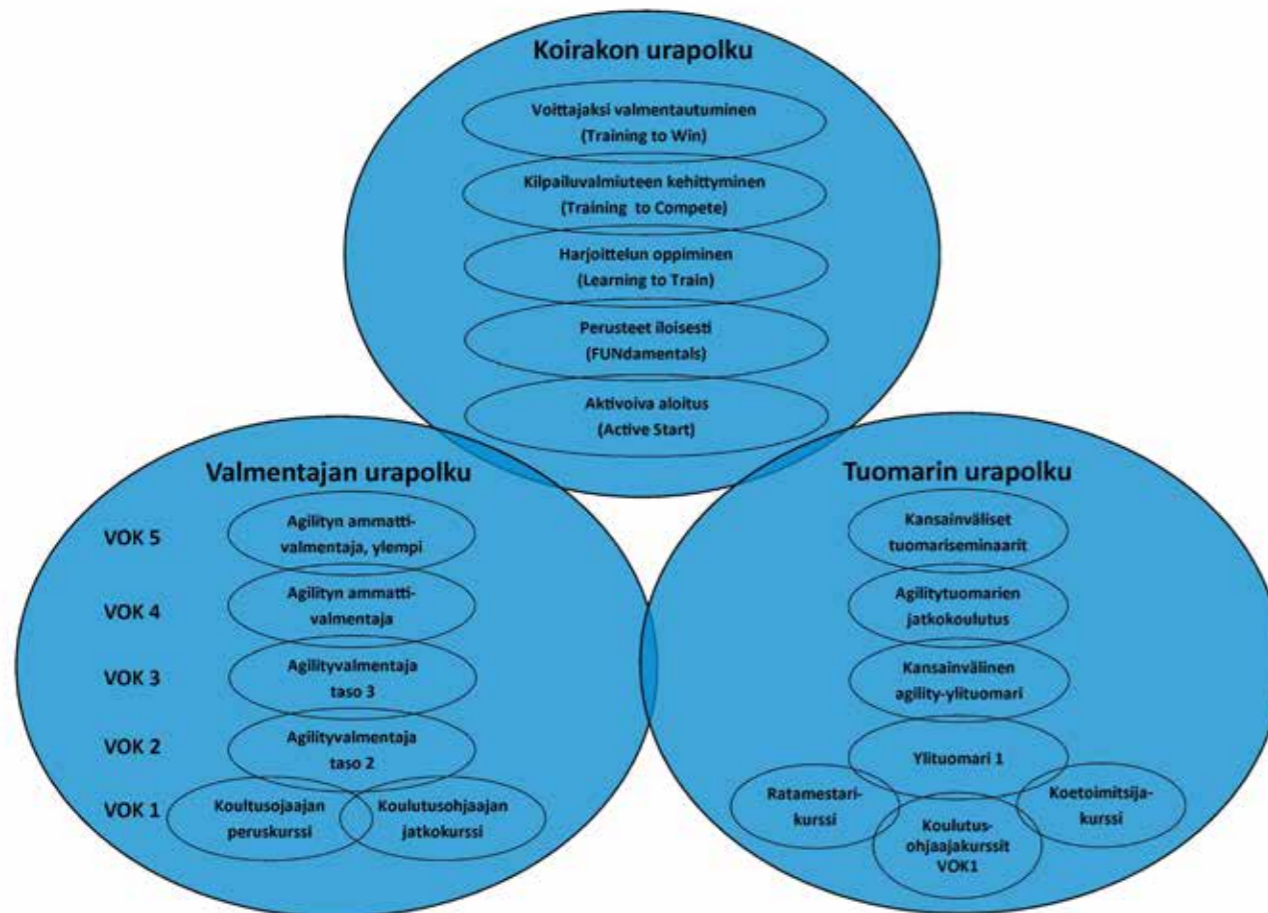 Koirakon urapolku
Voittajaksi valmentautuminen
(Training to Win)
Kilpailuvalmiuteen kehittyminen
(Training to Compete)
Harjoittelun oppiminen
(Learning to Train)
Perusteet iloisesti
(FUNdamentals)
Aktivoiva aloitus
(Active Start)
Valmentajan urapolku
VOK 5
Agilityn ammatti-
valmentaja, ylempi
VOK 4
Agilityn ammatti-
valmentaja
VOK 3
Agilityvalmentaja
taso 3
VOK 2
Agilityvalmentaja
taso 2
VOK 1
Koultusojaajan
peruskurssi
Koulutusohjaajan
jatkokurssi
Tuomarin urapolku
Kansainväliset
tuomariseminaarit
Agilitytuomarien
jatkokoulutus
Kansainvälinen
agility-ylituomari
Ylituomari 1
Ratamestari-
kurssi
Koulutus-
ohjaajakurssit
VOK1
Koetoimitsija-
kurssi